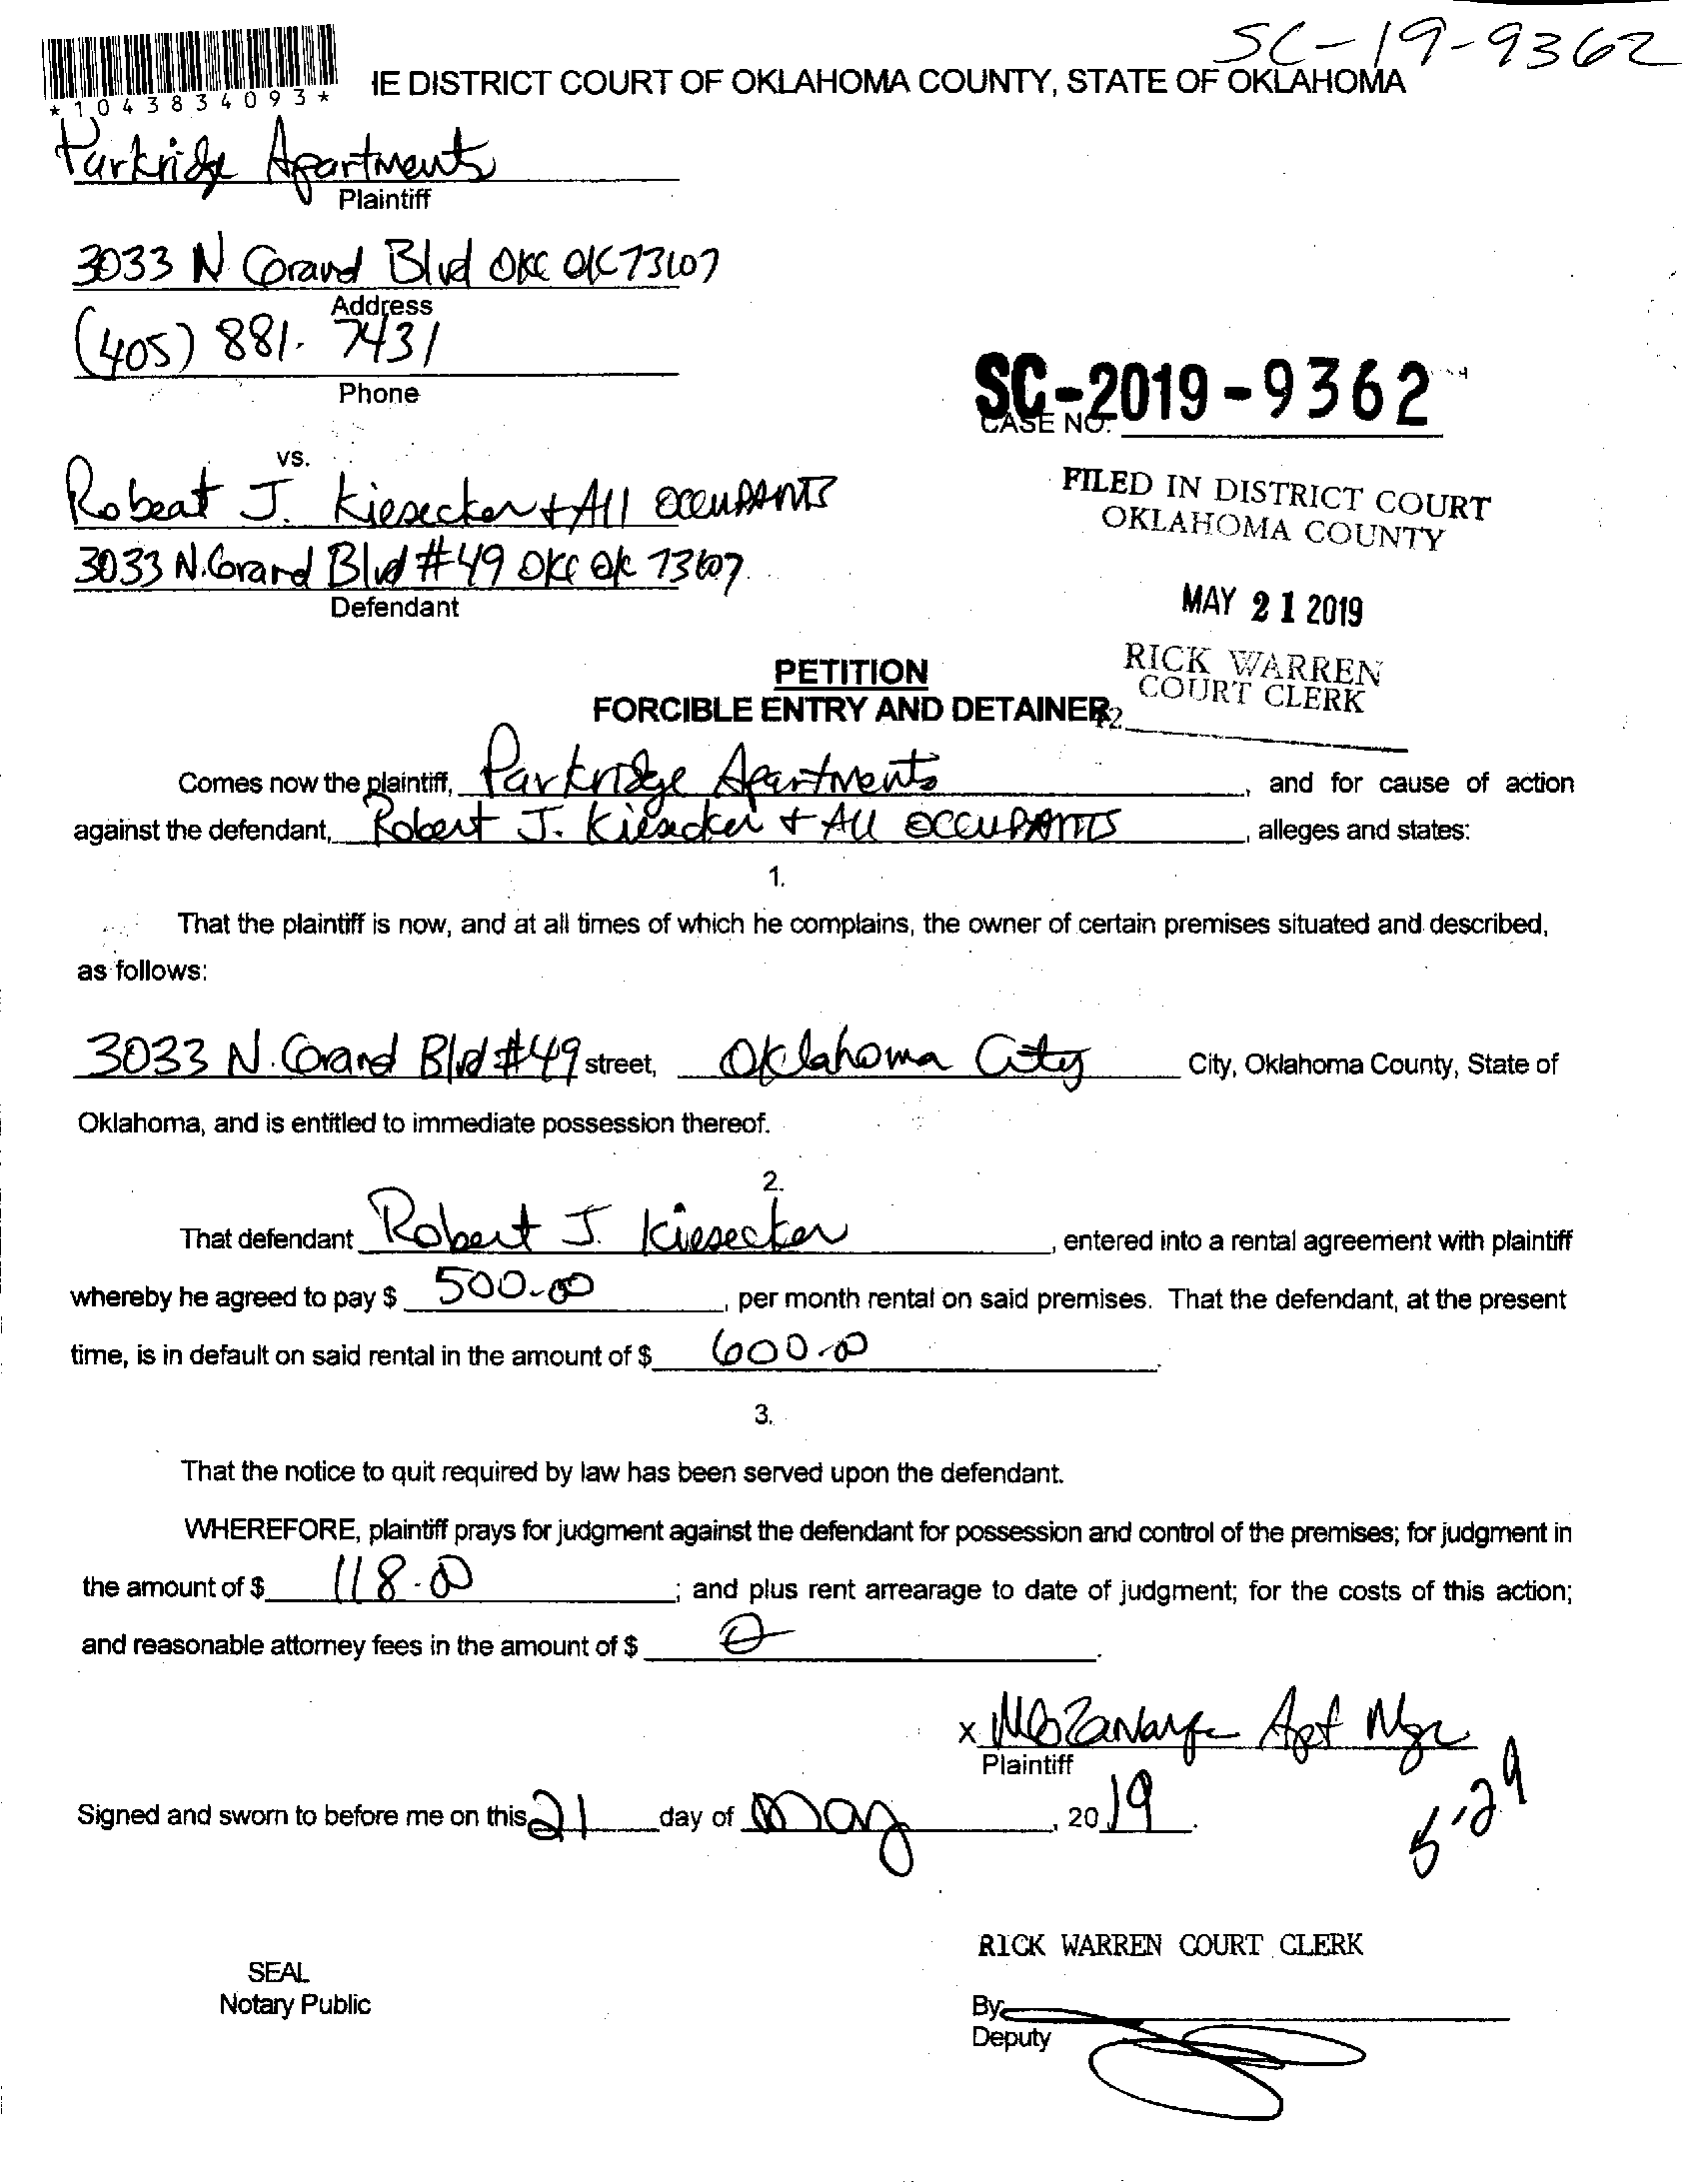 SC-19-9362
*1043834093*
IE DISTRICT COURT OF OKLAHOMA COUNTY, STATE OF OKLAHOMA
Parkridge Apartments
Plaintiff
3033 N Grand Blvd OKC OK 73107
Address
(405) 881-7431
Phone
SC-2019-9362
CASE NO.
vs.
Robert J. Kiesecker + All OCCUPANTS
3033 N. Grand Blvd #49 OKC OK 73107
Defendant
FILED IN DISTRICT COURT
OKLAHOMA COUNTY
MAY 21 2019
RICK WARREN
COURT CLERK
PETITION
FORCIBLE ENTRY AND DETAINER
Comes now the plaintiff, Parkridge Apartments, and for cause of action
against the defendant, Robert J. Kiesecker + All OCCUPANTS, alleges and states:
1.
That the plaintiff is now, and at all times of which he complains, the owner of certain premises situated and described,
as follows:
3033 N. Grand Blvd #49 street, Oklahoma City City, Oklahoma County, State of
Oklahoma, and is entitled to immediate possession thereof.
2.
That defendant Robert J. Kiesecker, entered into a rental agreement with plaintiff
whereby he agreed to pay $ 500.00, per month rental on said premises. That the defendant, at the present
time, is in default on said rental in the amount of $ 600.00.
3.
That the notice to quit required by law has been served upon the defendant.
WHEREFORE, plaintiff prays for judgment against the defendant for possession and control of the premises; for judgment in
the amount of $ 118.00; and plus rent arrearage to date of judgment; for the costs of this action;
and reasonable attorney fees in the amount of $ 0.
X Apt Mgr
Plaintiff
Signed and sworn to before me on this 21 day of May, 2019.
5-29
RICK WARREN COURT CLERK
SEAL
Notary Public
By
Deputy